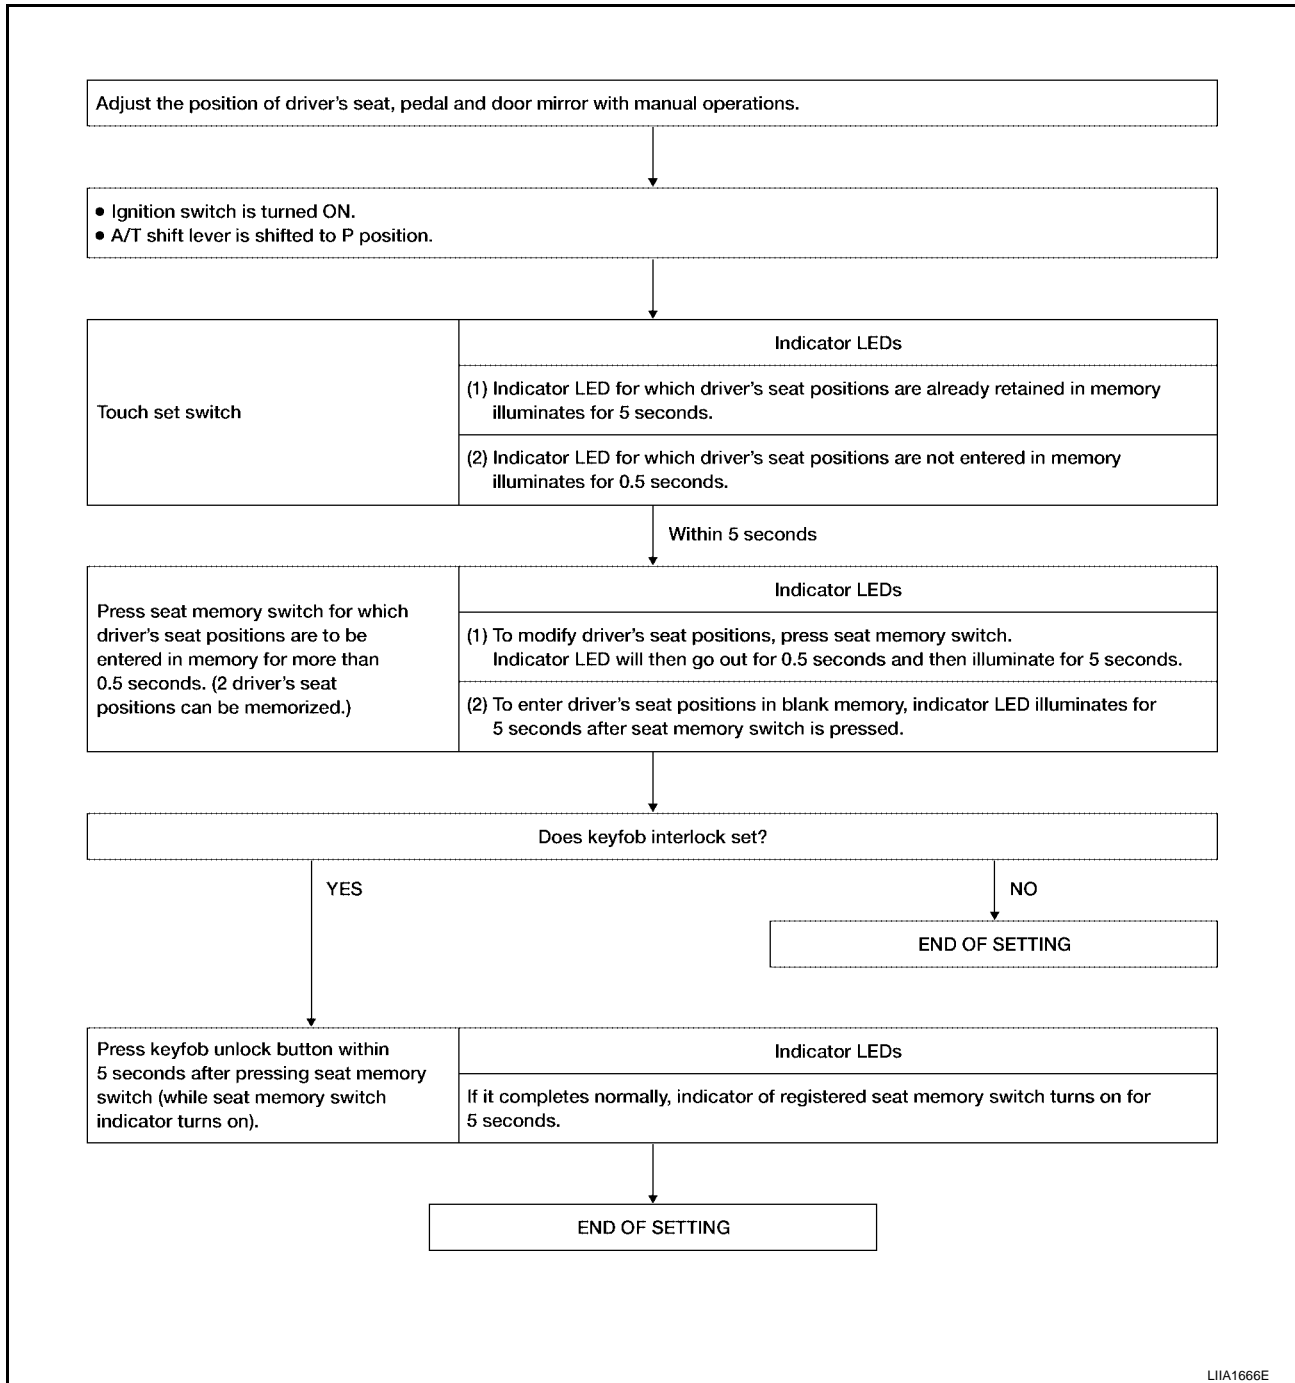 Adjust the position of driver's seat, pedal and door mirror with manual operations.
● Ignition switch is turned ON.
● A/T shift lever is shifted to P position.
Touch set switch
Indicator LEDs
(1) Indicator LED for which driver's seat positions are already retained in memory
illuminates for 5 seconds.
(2) Indicator LED for which driver's seat positions are not entered in memory
illuminates for 0.5 seconds.
Within 5 seconds
Press seat memory switch for which
driver's seat positions are to be
entered in memory for more than
0.5 seconds. (2 driver's seat
positions can be memorized.)
Indicator LEDs
(1) To modify driver's seat positions, press seat memory switch.
Indicator LED will then go out for 0.5 seconds and then illuminate for 5 seconds.
(2) To enter driver's seat positions in blank memory, indicator LED illuminates for
5 seconds after seat memory switch is pressed.
Does keyfob interlock set?
YES
NO
END OF SETTING
Press keyfob unlock button within
5 seconds after pressing seat memory
switch (while seat memory switch
indicator turns on).
Indicator LEDs
If it completes normally, indicator of registered seat memory switch turns on for
5 seconds.
END OF SETTING
LIIA1666E